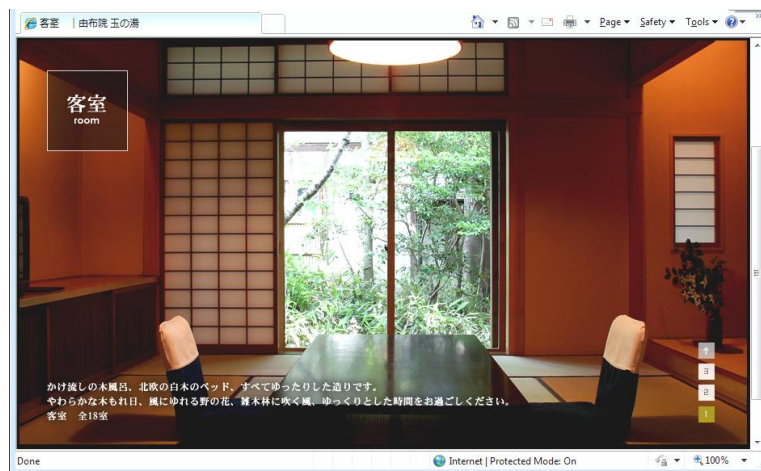 客室　｜由布院 玉の湯
Page Safety Tools
客室
room
3
2
1
かけ流しの木風呂、北欧の白木のベッド、すべてゆったりした造りです。
やわらかな木もれ日、風にゆれる野の花、雑木林に吹く風、ゆっくりとした時間をお過ごしください。
客室　全18室
Done
Internet | Protected Mode: On
100%